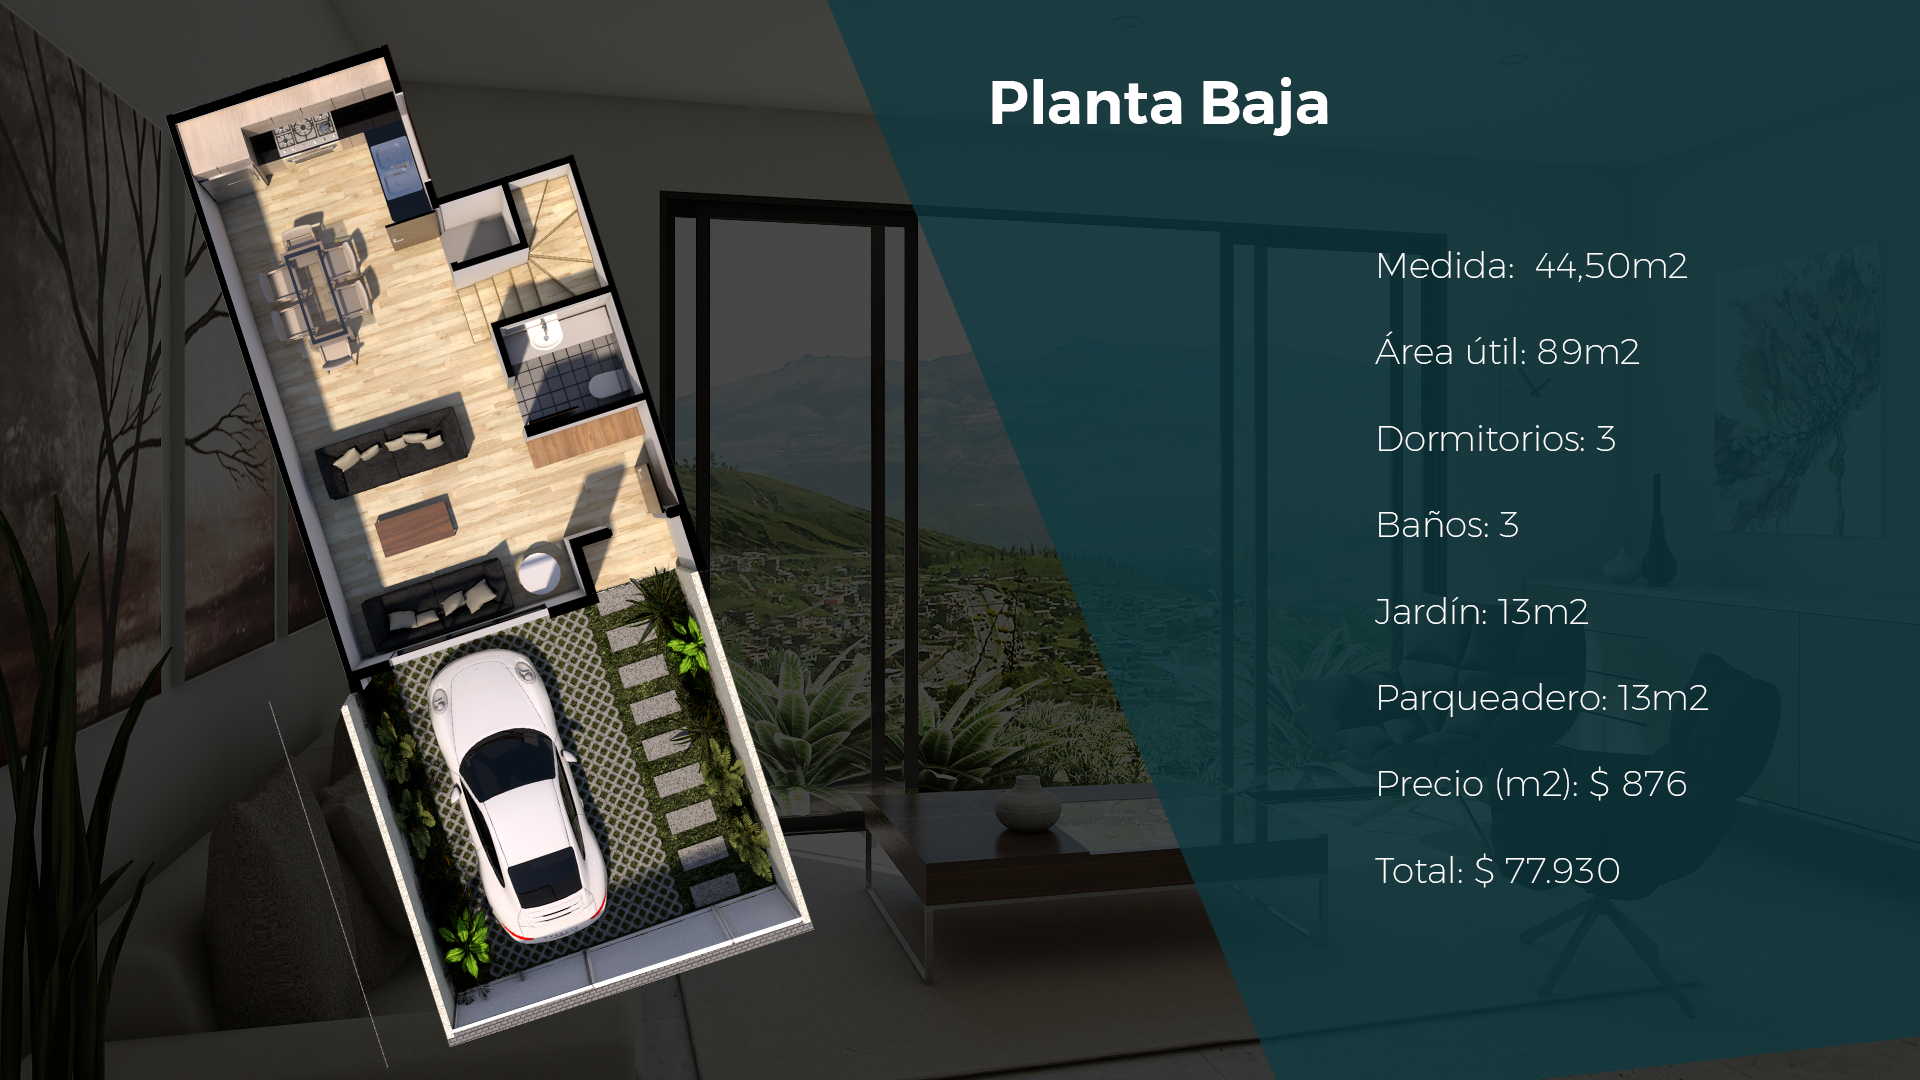 Planta Baja
Medida: 44,50m2
Área útil: 89m2
Dormitorios: 3
Baños: 3
Jardín: 13m2
Parqueadero: 13m2
Precio (m2): $ 876
Total: $ 77.930